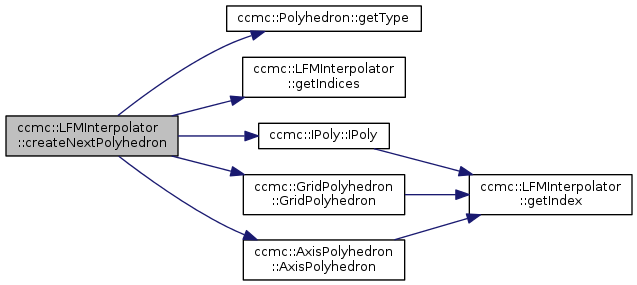 ccmc::Polyhedron::getType
ccmc::LFMInterpolator
::getIndices
ccmc::LFMInterpolator
::createNextPolyhedron
ccmc::IPoly::IPoly
ccmc::GridPolyhedron
::GridPolyhedron
ccmc::LFMInterpolator
::getIndex
ccmc::AxisPolyhedron
::AxisPolyhedron